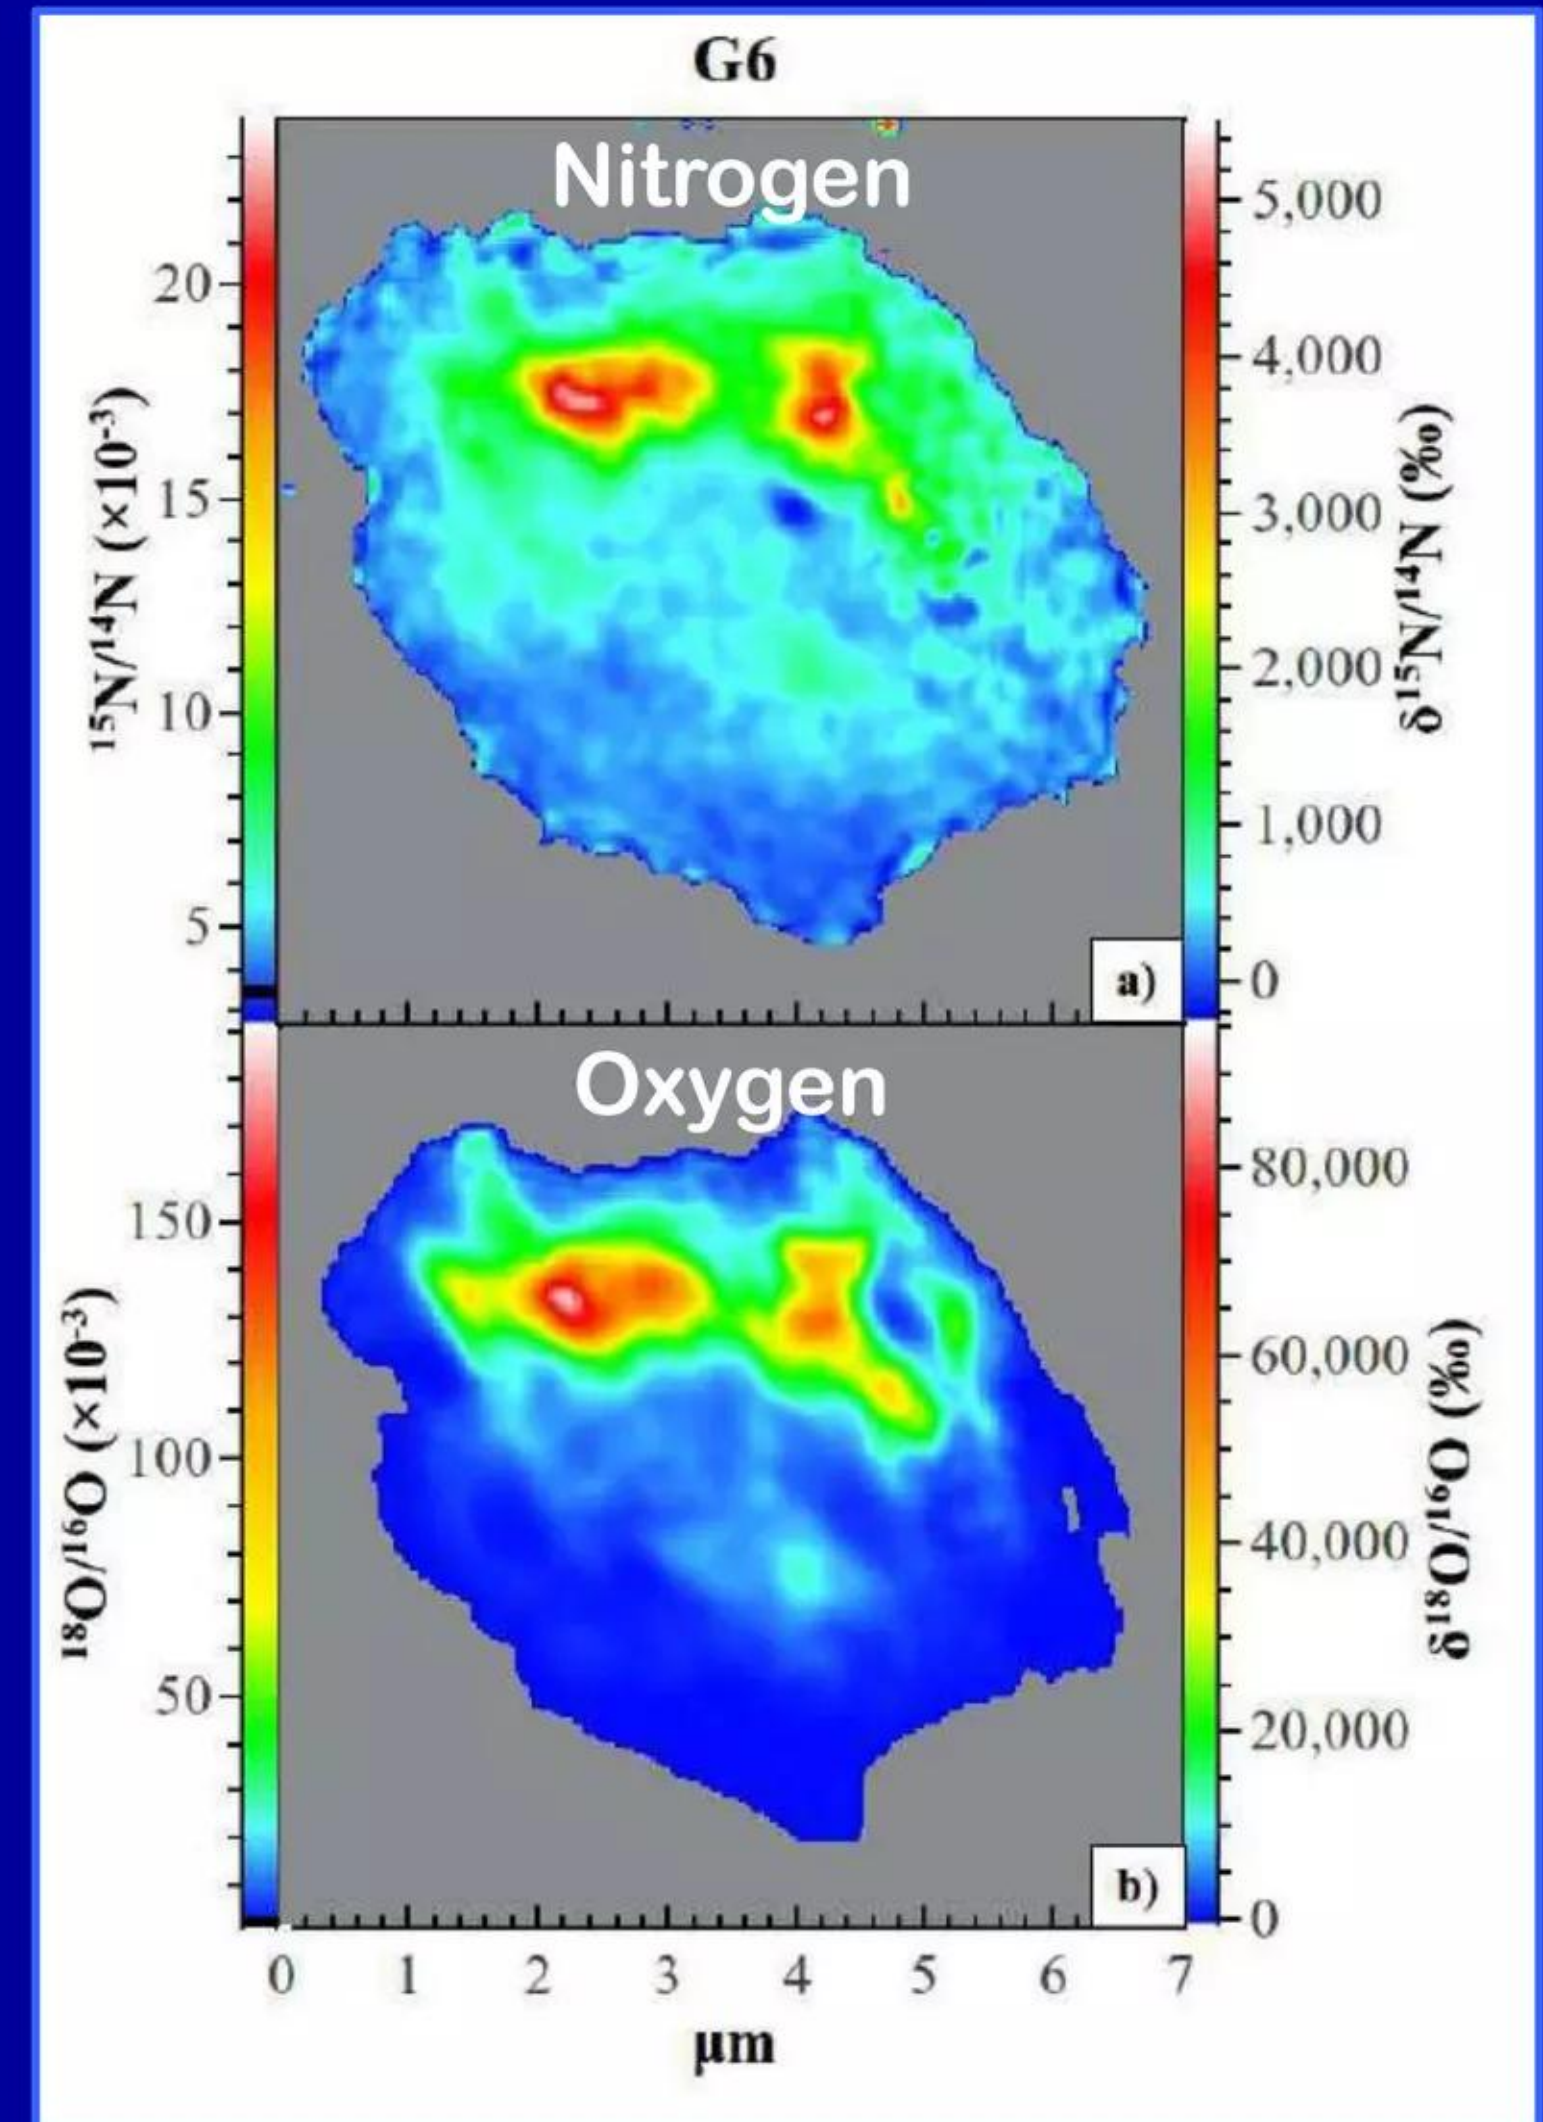 G6
Nitrogen
20
15
10
5
¹⁵N/¹⁴N (×10⁻³)
5,000
4,000
3,000
2,000
1,000
0
δ¹⁵N/¹⁴N (‰)
a)
Oxygen
150
100
50
¹⁸O/¹⁶O (×10⁻³)
80,000
60,000
40,000
20,000
0
δ¹⁸O/¹⁶O (‰)
b)
0 1 2 3 4 5 6 7
μm